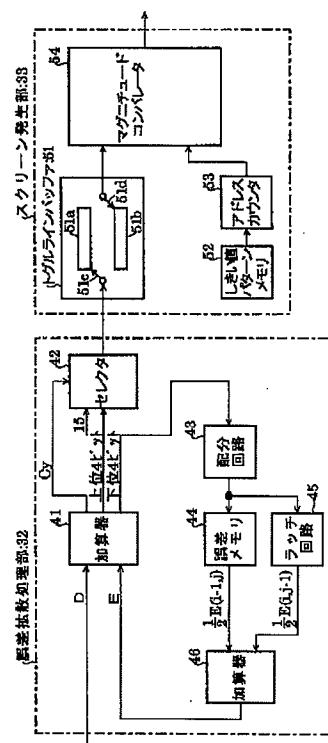 誤差拡散処理部:32
D
E
41
加算器
Cy
15
上位4ビット
下位4ビット
42
セレクタ
43
配分
回路
44
誤差
メモリ
45
ラッチ
回路
46
加算器
1/2 E(i-1,j)
1/2 E(i,j-1)
スクリーン発生部:33
トグルラインバッファ:51
51a
51b
51c
51d
52
しきい値
パターン
メモリ
53
アドレス
カウンタ
54
マグニチュード
コンパレータ